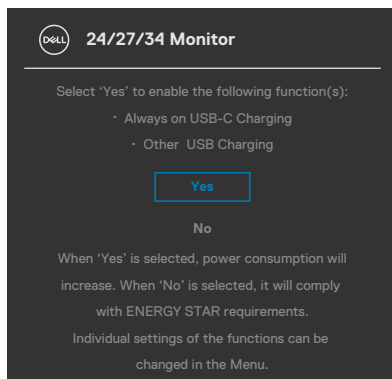 DELL
24/27/34 Monitor
Select ‘Yes’ to enable the following function(s):
· Always on USB-C Charging
· Other USB Charging
Yes
No
When ‘Yes’ is selected, power consumption will
increase. When ‘No’ is selected, it will comply
with ENERGY STAR requirements.
Individual settings of the functions can be
changed in the Menu.